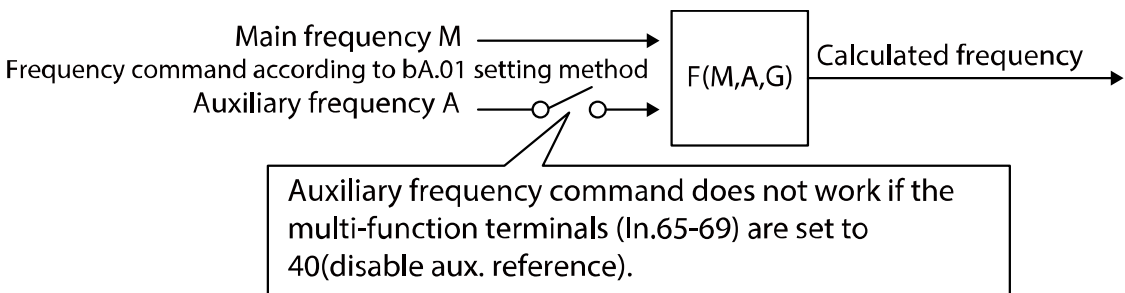 Main frequency M
Frequency command according to bA.01 setting method
Auxiliary frequency A
F(M,A,G)
Calculated frequency
Auxiliary frequency command does not work if the
multi-function terminals (In.65-69) are set to
40(disable aux. reference).